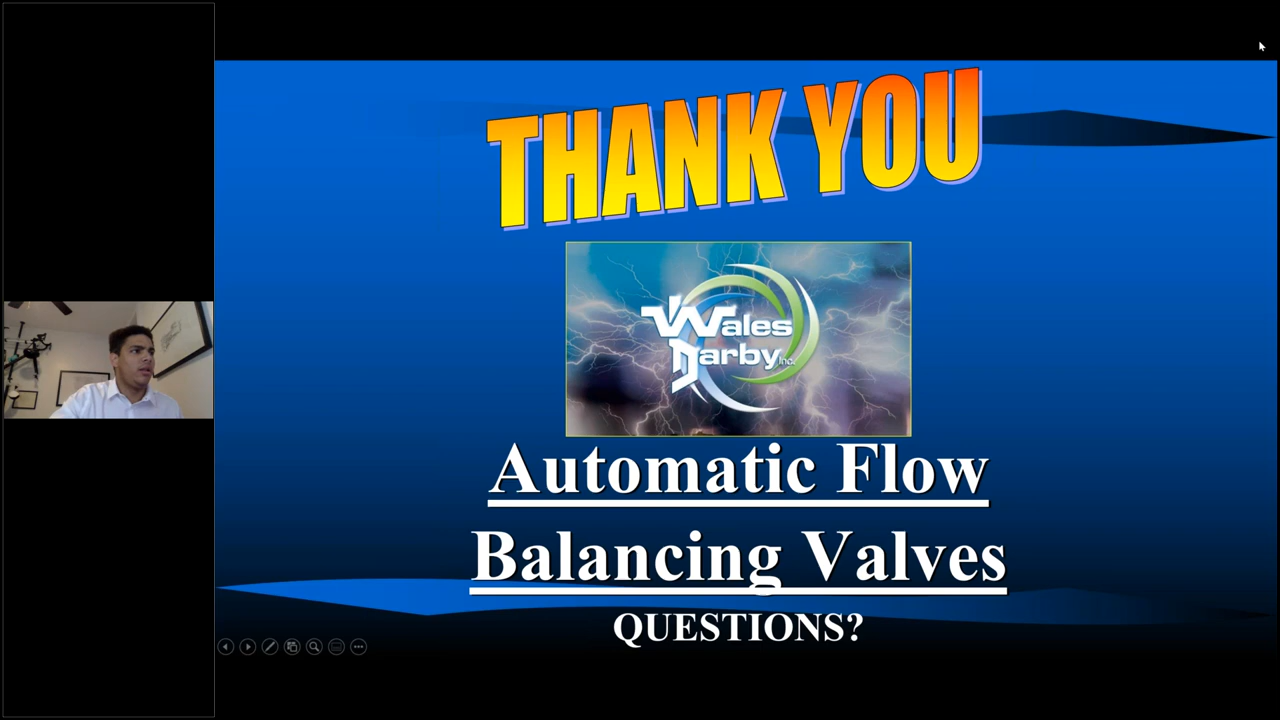 THANK YOU
Wales
Darby Inc.
Automatic Flow
Balancing Valves
QUESTIONS?